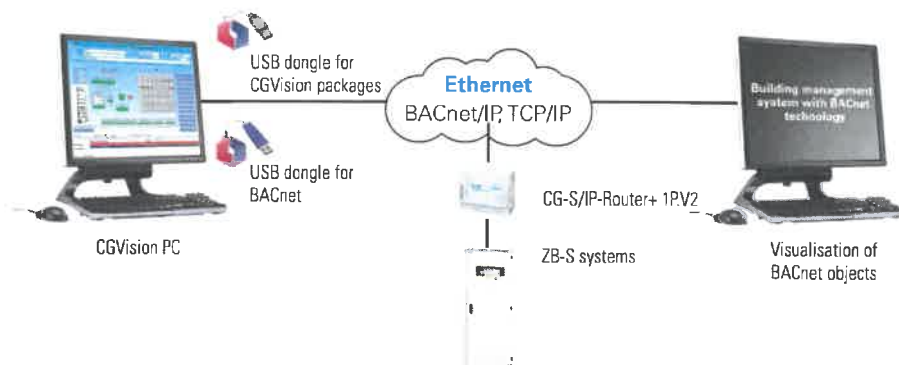 USB dongle for
CGVision packages
USB dongle for
BACnet
CGVision PC
Ethernet
BACnet/IP, TCP/IP
CG-S/IP-Router+ 1P.V2
ZB-S systems
Building management
system with BACnet
technology
Visualisation of
BACnet objects